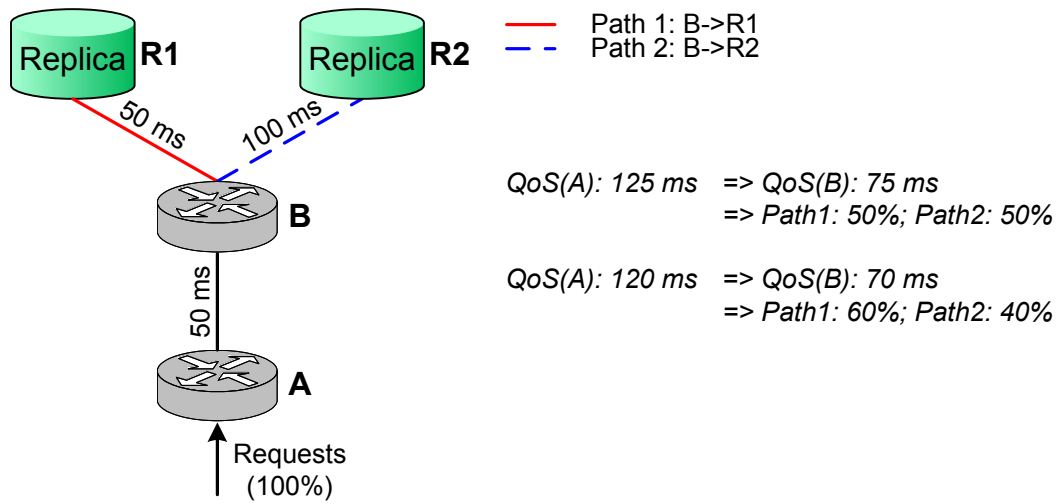 Replica R1
Replica R2
Path 1: B->R1
Path 2: B->R2
50 ms
100 ms
B
QoS(A): 125 ms => QoS(B): 75 ms
=> Path1: 50%; Path2: 50%
50 ms
QoS(A): 120 ms => QoS(B): 70 ms
=> Path1: 60%; Path2: 40%
A
Requests
(100%)